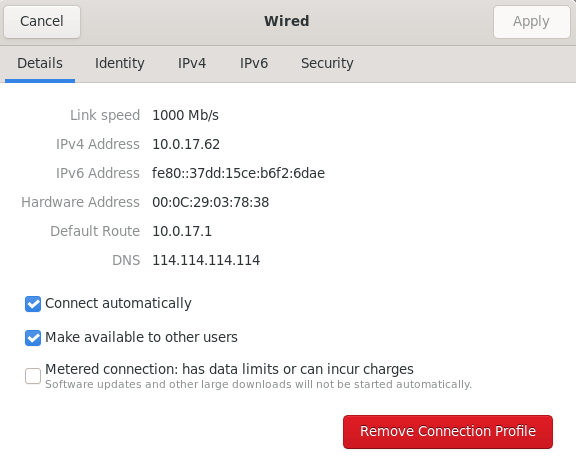 Cancel Wired Apply
Details Identity IPv4 IPv6 Security
Link speed 1000 Mb/s
IPv4 Address 10.0.17.62
IPv6 Address fe80::37dd:15ce:b6f2:6dae
Hardware Address 00:0C:29:03:78:38
Default Route 10.0.17.1
DNS 114.114.114.114
Connect automatically
Make available to other users
Metered connection: has data limits or can incur charges
Software updates and other large downloads will not be started automatically.
Remove Connection Profile